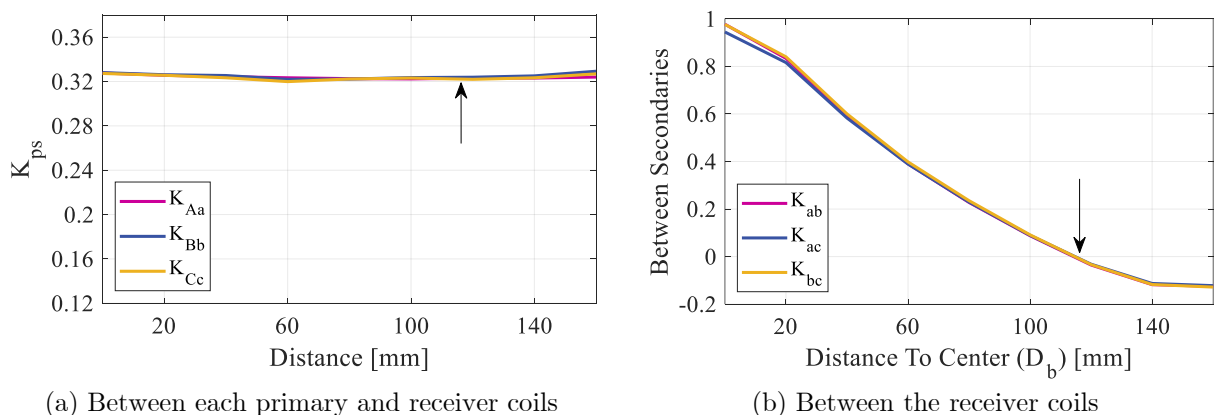 0.36
0.32
0.28
0.24
0.2
0.16
0.12
K_ps
K_Aa
K_Bb
K_Cc
20
60
100
140
Distance [mm]
(a) Between each primary and receiver coils
1
0.8
0.6
0.4
0.2
0
-0.2
Between Secondaries
K_ab
K_ac
K_bc
20
60
100
140
Distance To Center (D_b) [mm]
(b) Between the receiver coils